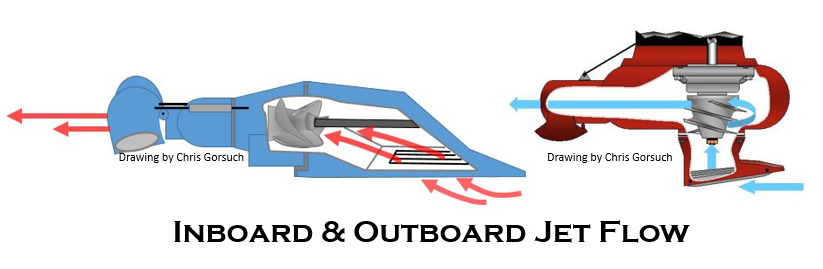 Drawing by Chris Gorsuch
Drawing by Chris Gorsuch
Inboard & Outboard Jet Flow